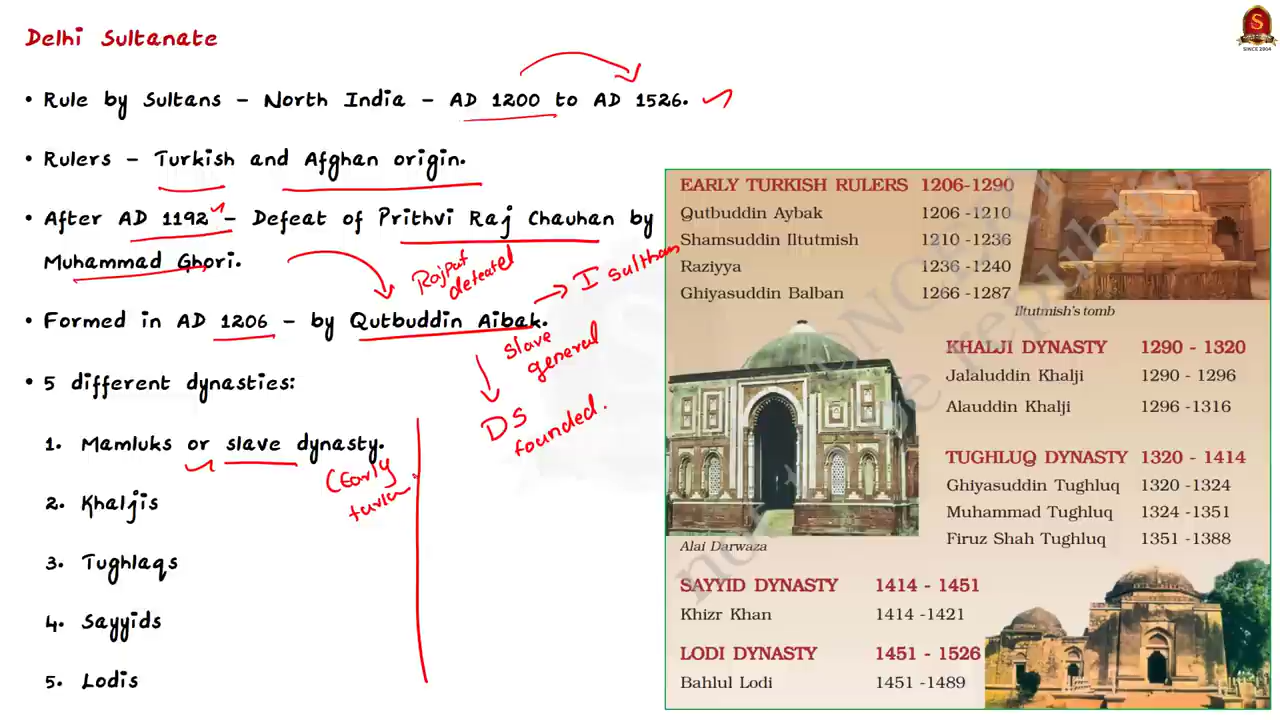 Delhi Sultanate
SINCE 2004
• Rule by Sultans – North India – AD 1200 to AD 1526.
• Rulers – Turkish and Afghan origin.
• After AD 1192 – Defeat of Prithvi Raj Chauhan by
Muhammad Ghori.
Rajput
defeated
I sulthan
• Formed in AD 1206 – by Qutbuddin Aibak.
slave
general
DS
founded.
• 5 different dynasties:
1. Mamluks or slave dynasty.
(Early
2. Khaljis
3. Tughlaqs
4. Sayyids
5. Lodis
EARLY TURKISH RULERS 1206-1290
Qutbuddin Aybak 1206 -1210
Shamsuddin Iltutmish 1210 -1236
Raziyya 1236 -1240
Ghiyasuddin Balban 1266 -1287
Iltutmish's tomb
KHALJI DYNASTY 1290 - 1320
Jalaluddin Khalji 1290 - 1296
Alauddin Khalji 1296 -1316
TUGHLUQ DYNASTY 1320 - 1414
Ghiyasuddin Tughluq 1320 -1324
Muhammad Tughluq 1324 -1351
Firuz Shah Tughluq 1351 -1388
Alai Darwaza
SAYYID DYNASTY 1414 - 1451
Khizr Khan 1414 -1421
LODI DYNASTY 1451 - 1526
Bahlul Lodi 1451 -1489